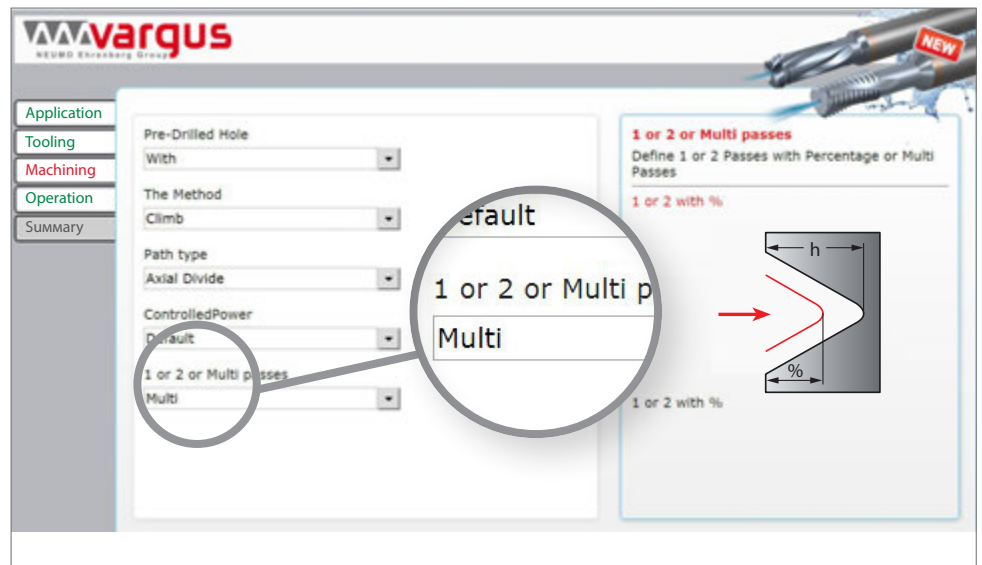 vargus
NEUMO Ehrenberg Group
NEW
Application
Tooling
Machining
Operation
Summary
Pre-Drilled Hole
With
The Method
Climb
Path type
Axial Divide
ControlledPower
Default
1 or 2 or Multi passes
Multi
efault
1 or 2 or Multi p
Multi
1 or 2 or Multi passes
Define 1 or 2 Passes with Percentage or Multi
Passes
1 or 2 with %
h
%
1 or 2 with %